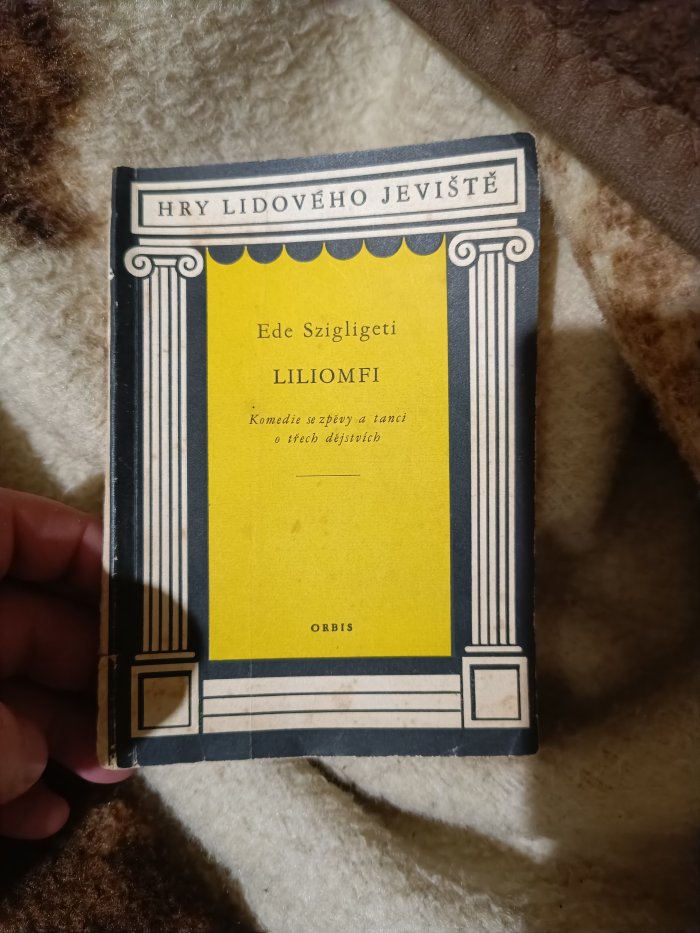 HRY LIDOVÉHO JEVIŠTĚ
Ede Szigligeti
LILIOMFI
Komedie se zpěvy a tanci
o třech dějstvích
ORBIS